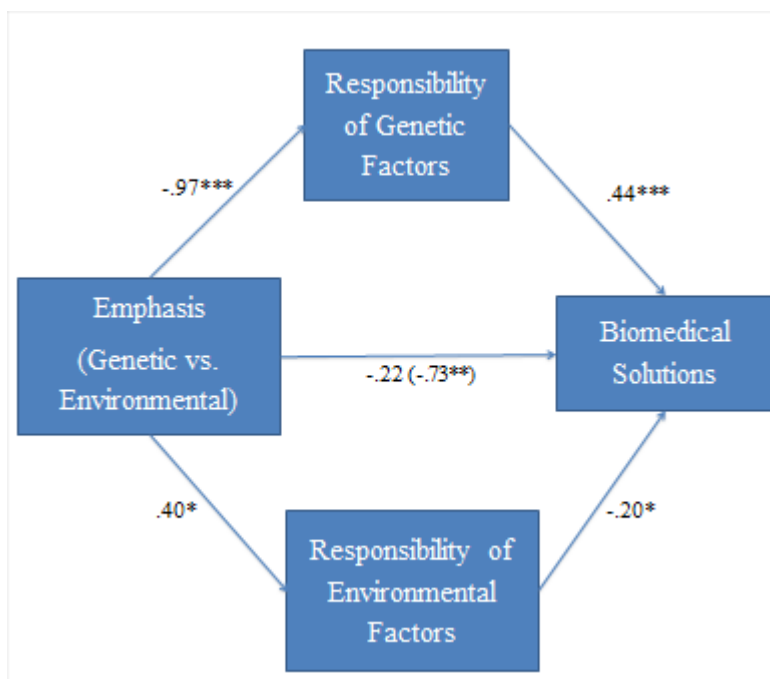 Responsibility
of Genetic
Factors
-.97***
.44***
Emphasis
(Genetic vs.
Environmental)
-.22 (-.73**)
Biomedical
Solutions
.40*
-.20*
Responsibility of
Environmental
Factors